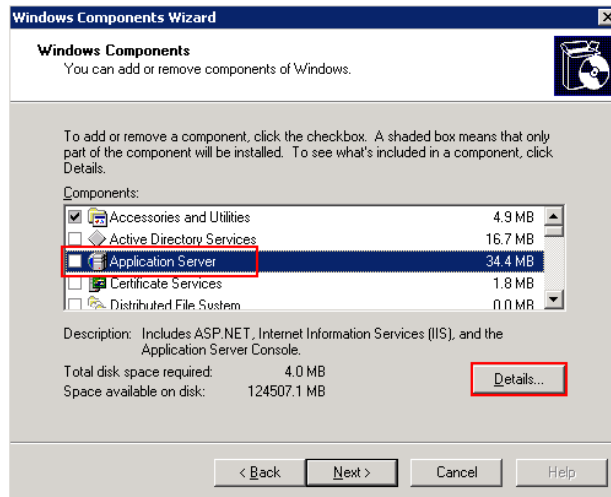 Windows Components Wizard
Windows Components
You can add or remove components of Windows.
To add or remove a component, click the checkbox. A shaded box means that only
part of the component will be installed. To see what's included in a component, click
Details.
Components:
Accessories and Utilities 4.9 MB
Active Directory Services 16.7 MB
Application Server 34.4 MB
Certificate Services 1.8 MB
Distributed File System 0.0 MB
Description: Includes ASP.NET, Internet Information Services (IIS), and the
Application Server Console.
Total disk space required: 4.0 MB
Space available on disk: 124507.1 MB
Details...
< Back Next > Cancel Help